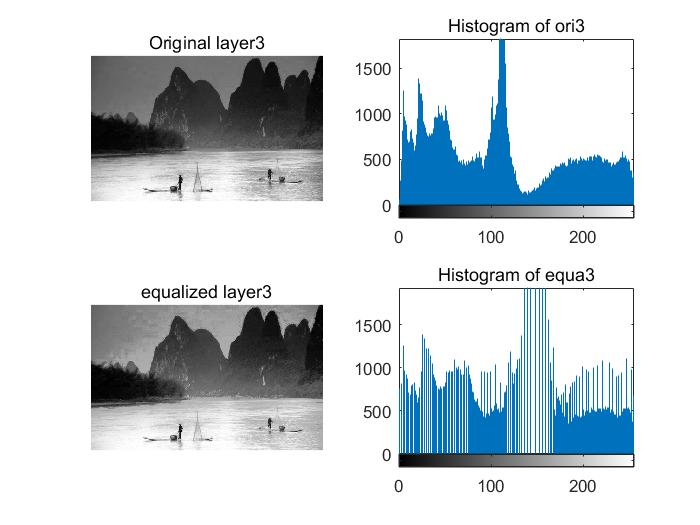 Original layer3
Histogram of ori3
1500
1000
500
0
0 100 200
equalized layer3
Histogram of equa3
1500
1000
500
0
0 100 200